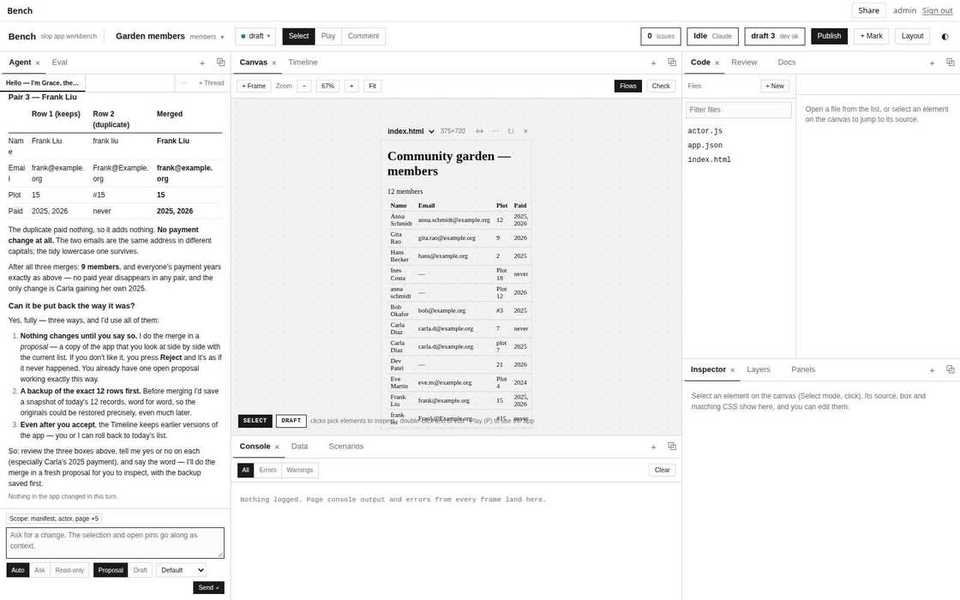 Bench
Share
admin
Sign out
Bench
slop app workbench
Garden members
members
draft
Select
Play
Comment
0 issues
Idle Claude
draft 3 dev ok
Publish
+ Mark
Layout
Agent ×
Eval
Hello — I'm Grace, the...
+ Thread
Pair 3 — Frank Liu
Row 1 (keeps)
Row 2 (duplicate)
Merged
Name
Frank Liu
frank liu
Frank Liu
Email
frank@example.org
Frank@Example.org
frank@example.org
Plot
15
#15
15
Paid
2025, 2026
never
2025, 2026
The duplicate paid nothing, so it adds nothing. No payment
change at all. The two emails are the same address in different
capitals; the tidy lowercase one survives.
After all three merges: 9 members, and everyone's payment years
exactly as above — no paid year disappears in any pair, and the
only change is Carla gaining her own 2025.
Can it be put back the way it was?
Yes, fully — three ways, and I'd use all of them:
1. Nothing changes until you say so. I do the merge in a
proposal — a copy of the app that you look at side by side with
the current list. If you don't like it, you press Reject and it's as if
it never happened. You already have one open proposal
working exactly this way.
2. A backup of the exact 12 rows first. Before merging I'd save
a snapshot of today's 12 records, word for word, so the
originals could be restored precisely, even much later.
3. Even after you accept, the Timeline keeps earlier versions of
the app — you or I can roll back to today's list.
So: review the three boxes above, tell me yes or no on each
(especially Carla's 2025 payment), and say the word — I'll do the
merge in a fresh proposal for you to inspect, with the backup
saved first.
Nothing in the app changed in this turn.
Scope: manifest, actor, page +5
Ask for a change. The selection and open pins go along as
context.
Auto
Ask
Read-only
Proposal
Draft
Default
Send
Canvas ×
Timeline
+ Frame
Zoom
−
67%
+
Fit
Flows
Check
index.html
375×720
Community garden —
members
12 members
Name
Email
Plot
Paid
Anna Schmidt
anna.schmidt@example.org
12
2025, 2026
Gita Rao
gita.rao@example.org
9
2026
Hans Becker
hans@example.org
2
2025
Ines Costa
—
Plot 18
never
anna schmidt
—
Plot 12
2026
Bob Okafor
bob@example.org
#3
2025
Carla Diaz
carla.d@example.org
7
never
Carla Diaz
carla.d@example.org
plot 7
2025
Dev Patel
—
21
2026
Eve Martin
eve.m@example.org
Plot 4
2024
Frank Liu
frank@example.org
15
2025, 2026
frank liu
Frank@Example.org
#15
never
SELECT
DRAFT
Console ×
Data
Scenarios
All
Errors
Warnings
Clear
Nothing logged. Page console output and errors from every frame land here.
Code ×
Review
Docs
Files
+ New
Filter files
actor.js
app.json
index.html
Open a file from the list, or select an element
on the canvas to jump to its source.
Inspector ×
Layers
Panels
Select an element on the canvas (Select mode, click). Its source, box and
matching CSS show here, and you can edit them.